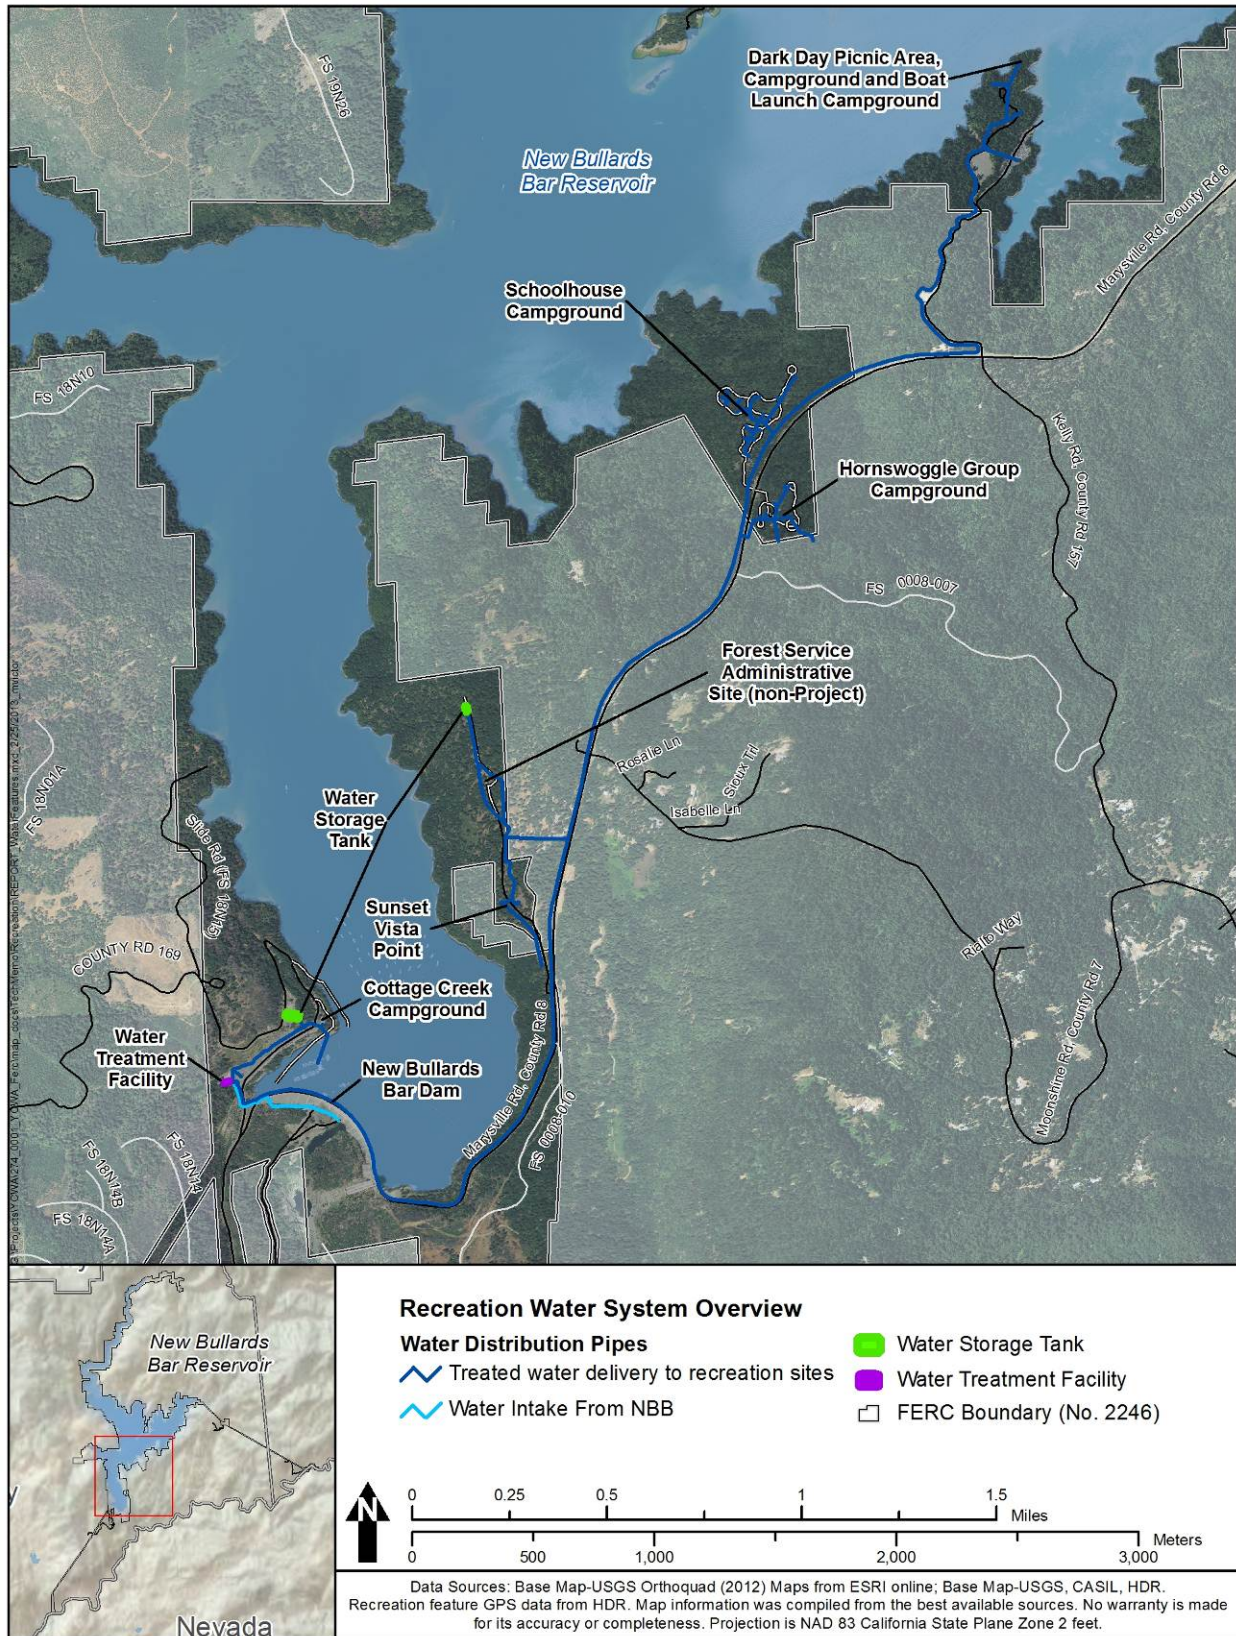 Dark Day Picnic Area,
Campground and Boat
Launch Campground
FS 19N26
New Bullards
Bar Reservoir
Marysville Rd, County Rd 8
Schoolhouse
Campground
FS 18N10
Kelly Rd, County Rd 157
Hornswoggle Group
Campground
FS 0008-007
Forest Service
Administrative
Site (non-Project)
Rosalie Ln
Sioux Trl
Isabelle Ln
FS 18N01A
Water
Storage
Tank
Slide Rd (FS 18N15)
Sunset
Vista
Point
COUNTY RD 169
Rialto Way
Cottage Creek
Campground
Water
Treatment
Facility
New Bullards
Bar Dam
Marysville Rd, County Rd 8
FS 0008-010
Moonshine Rd, County Rd 7
FS 18N14B
FS 18N14
FS 18N14A
New Bullards
Bar Reservoir
Nevada
Recreation Water System Overview
Water Distribution Pipes
Treated water delivery to recreation sites
Water Intake From NBB
Water Storage Tank
Water Treatment Facility
FERC Boundary (No. 2246)
N
0 0.25 0.5 1 1.5
Miles
Meters
0 500 1,000 2,000 3,000
Data Sources: Base Map-USGS Orthoquad (2012) Maps from ESRI online; Base Map-USGS, CASIL, HDR.
Recreation feature GPS data from HDR. Map information was compiled from the best available sources. No warranty is made
for its accuracy or completeness. Projection is NAD 83 California State Plane Zone 2 feet.